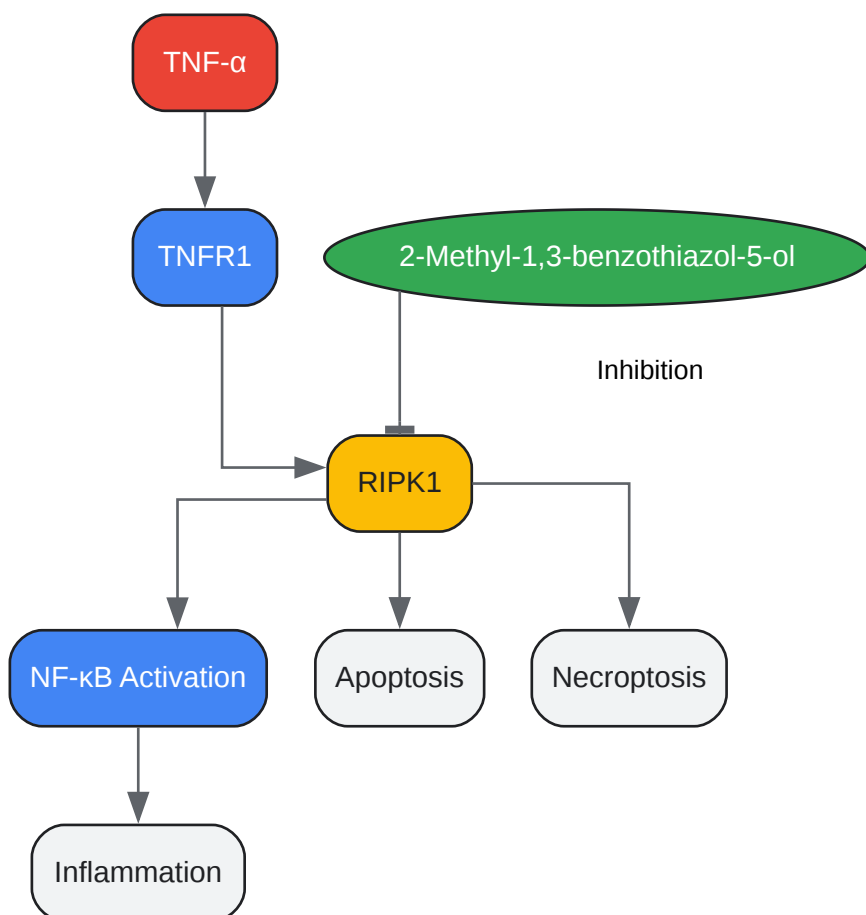 TNF-α
TNFR1
2-Methyl-1,3-benzothiazol-5-ol
Inhibition
RIPK1
NF-κB Activation
Apoptosis
Necroptosis
Inflammation